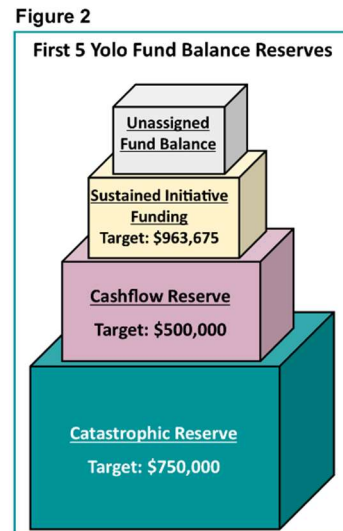 Figure 2
First 5 Yolo Fund Balance Reserves
Unassigned
Fund Balance
Sustained Initiative
Funding
Target: $963,675
Cashflow Reserve
Target: $500,000
Catastrophic Reserve
Target: $750,000